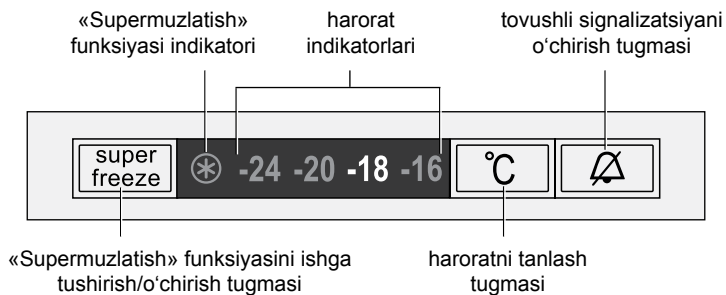 «Supermuzlatish»
funksiyasi indikatori
harorat
indikatorlari
tovushli signalizatsiyani
o‘chirish tugmasi
super
freeze
-24 -20 -18 -16
°C
«Supermuzlatish» funksiyasini ishga
tushirish/o‘chirish tugmasi
haroratni tanlash
tugmasi